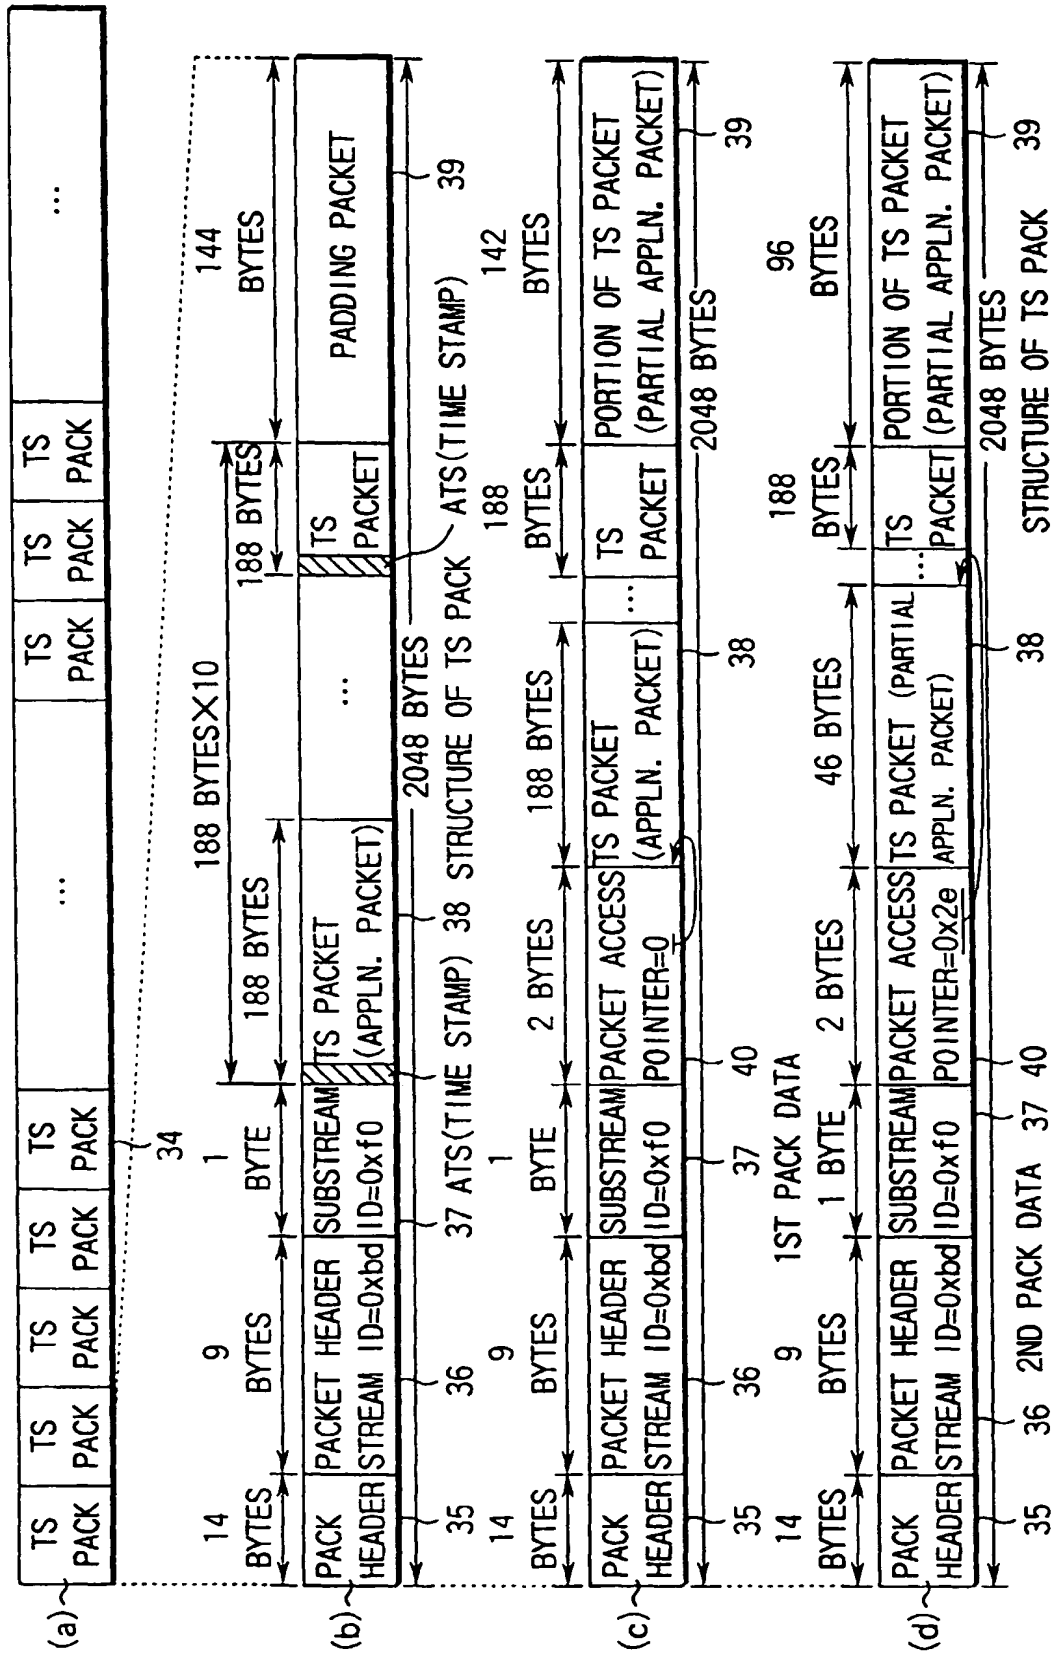 (a)
TS PACK
TS PACK
TS PACK
TS PACK
TS PACK
...
TS PACK
TS PACK
TS PACK
...
34
188 BYTES×10
14 BYTES
9 BYTES
1 BYTE
188 BYTES
188 BYTES
144 BYTES
(b)
PACK HEADER
PACKET HEADER STREAM ID=0xbd
SUBSTREAM ID=0xf0
TS PACKET (APPLN. PACKET)
...
TS PACKET
PADDING PACKET
2048 BYTES
35
36
37 ATS(TIME STAMP)
38 STRUCTURE OF TS PACK
ATS(TIME STAMP)
39
14 BYTES
9 BYTES
1 BYTE
2 BYTES
188 BYTES
188 BYTES
142 BYTES
(c)
PACK HEADER
PACKET HEADER STREAM ID=0xbd
SUBSTREAM ID=0xf0
PACKET ACCESS POINTER=0
TS PACKET (APPLN. PACKET)
...
TS PACKET
PORTION OF TS PACKET (PARTIAL APPLN. PACKET)
2048 BYTES
35
36
37
40
38
39
1ST PACK DATA
14 BYTES
9 BYTES
1 BYTE
2 BYTES
46 BYTES
188 BYTES
96 BYTES
(d)
PACK HEADER
PACKET HEADER STREAM ID=0xbd
SUBSTREAM ID=0xf0
PACKET ACCESS POINTER=0x2e
TS PACKET (PARTIAL APPLN. PACKET)
...
TS PACKET
PORTION OF TS PACKET (PARTIAL APPLN. PACKET)
2048 BYTES
35
36
2ND PACK DATA
37
40
38
STRUCTURE OF TS PACK
39